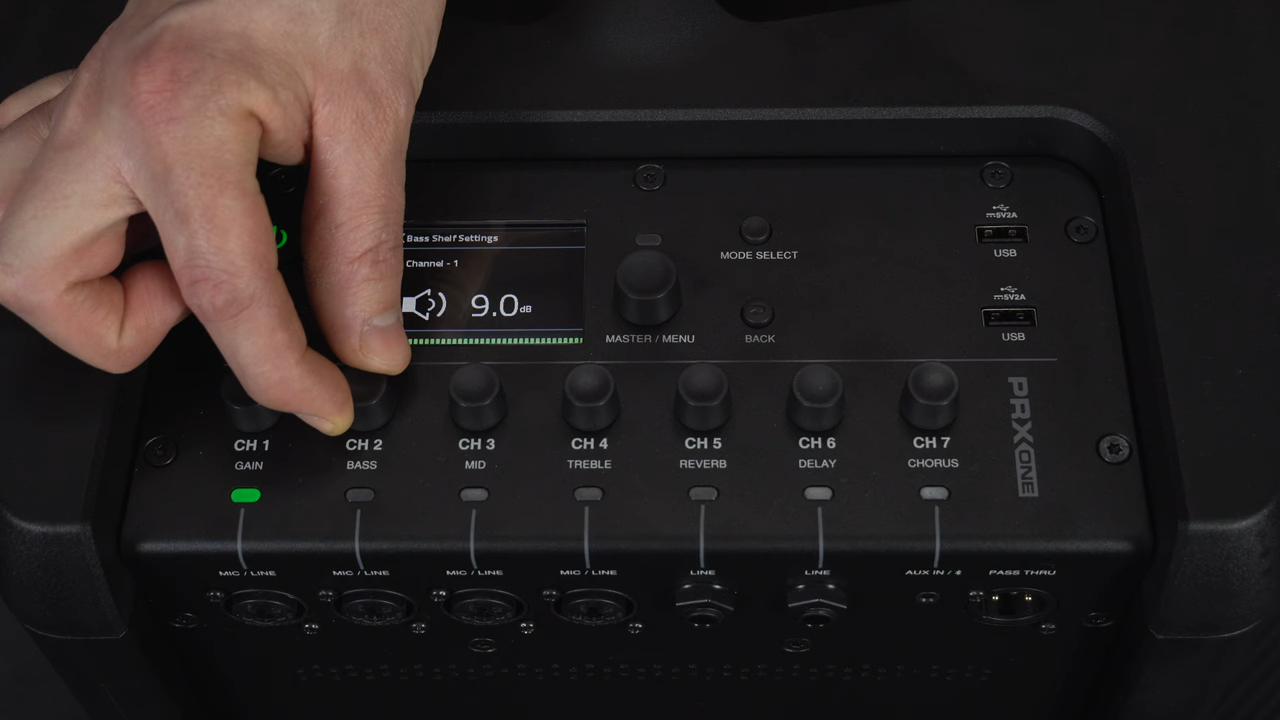 Bass Shelf Settings
Channel - 1
9.0dB
MASTER / MENU
MODE SELECT
BACK
5V2A
USB
5V2A
USB
CH 1
CH 2
CH 3
CH 4
CH 5
CH 6
CH 7
GAIN
BASS
MID
TREBLE
REVERB
DELAY
CHORUS
PRXONE
MIC / LINE
MIC / LINE
MIC / LINE
MIC / LINE
LINE
LINE
AUX IN /
PASS THRU